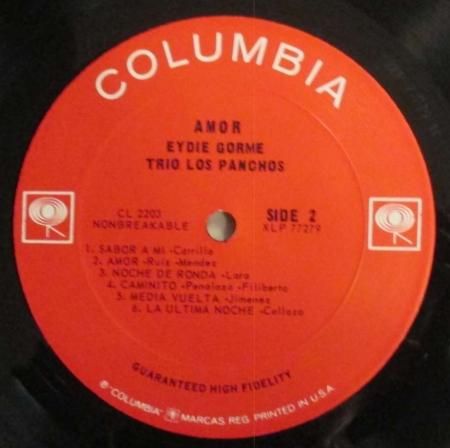 COLUMBIA
AMOR
EYDIE GORME
TRIO LOS PANCHOS
CL 2203
NONBREAKABLE
SIDE 2
XLP 77279
1. SABOR A MI -Carrillo
2. AMOR -Ruiz -Mendez
3. NOCHE DE RONDA -Lara
4. CAMINITO -Penaloza -Filiberto
5. MEDIA VUELTA -Jimenez
6. LA ULTIMA NOCHE -Collazo
GUARANTEED HIGH FIDELITY
℗ "COLUMBIA" MARCAS REG. PRINTED IN U.S.A.